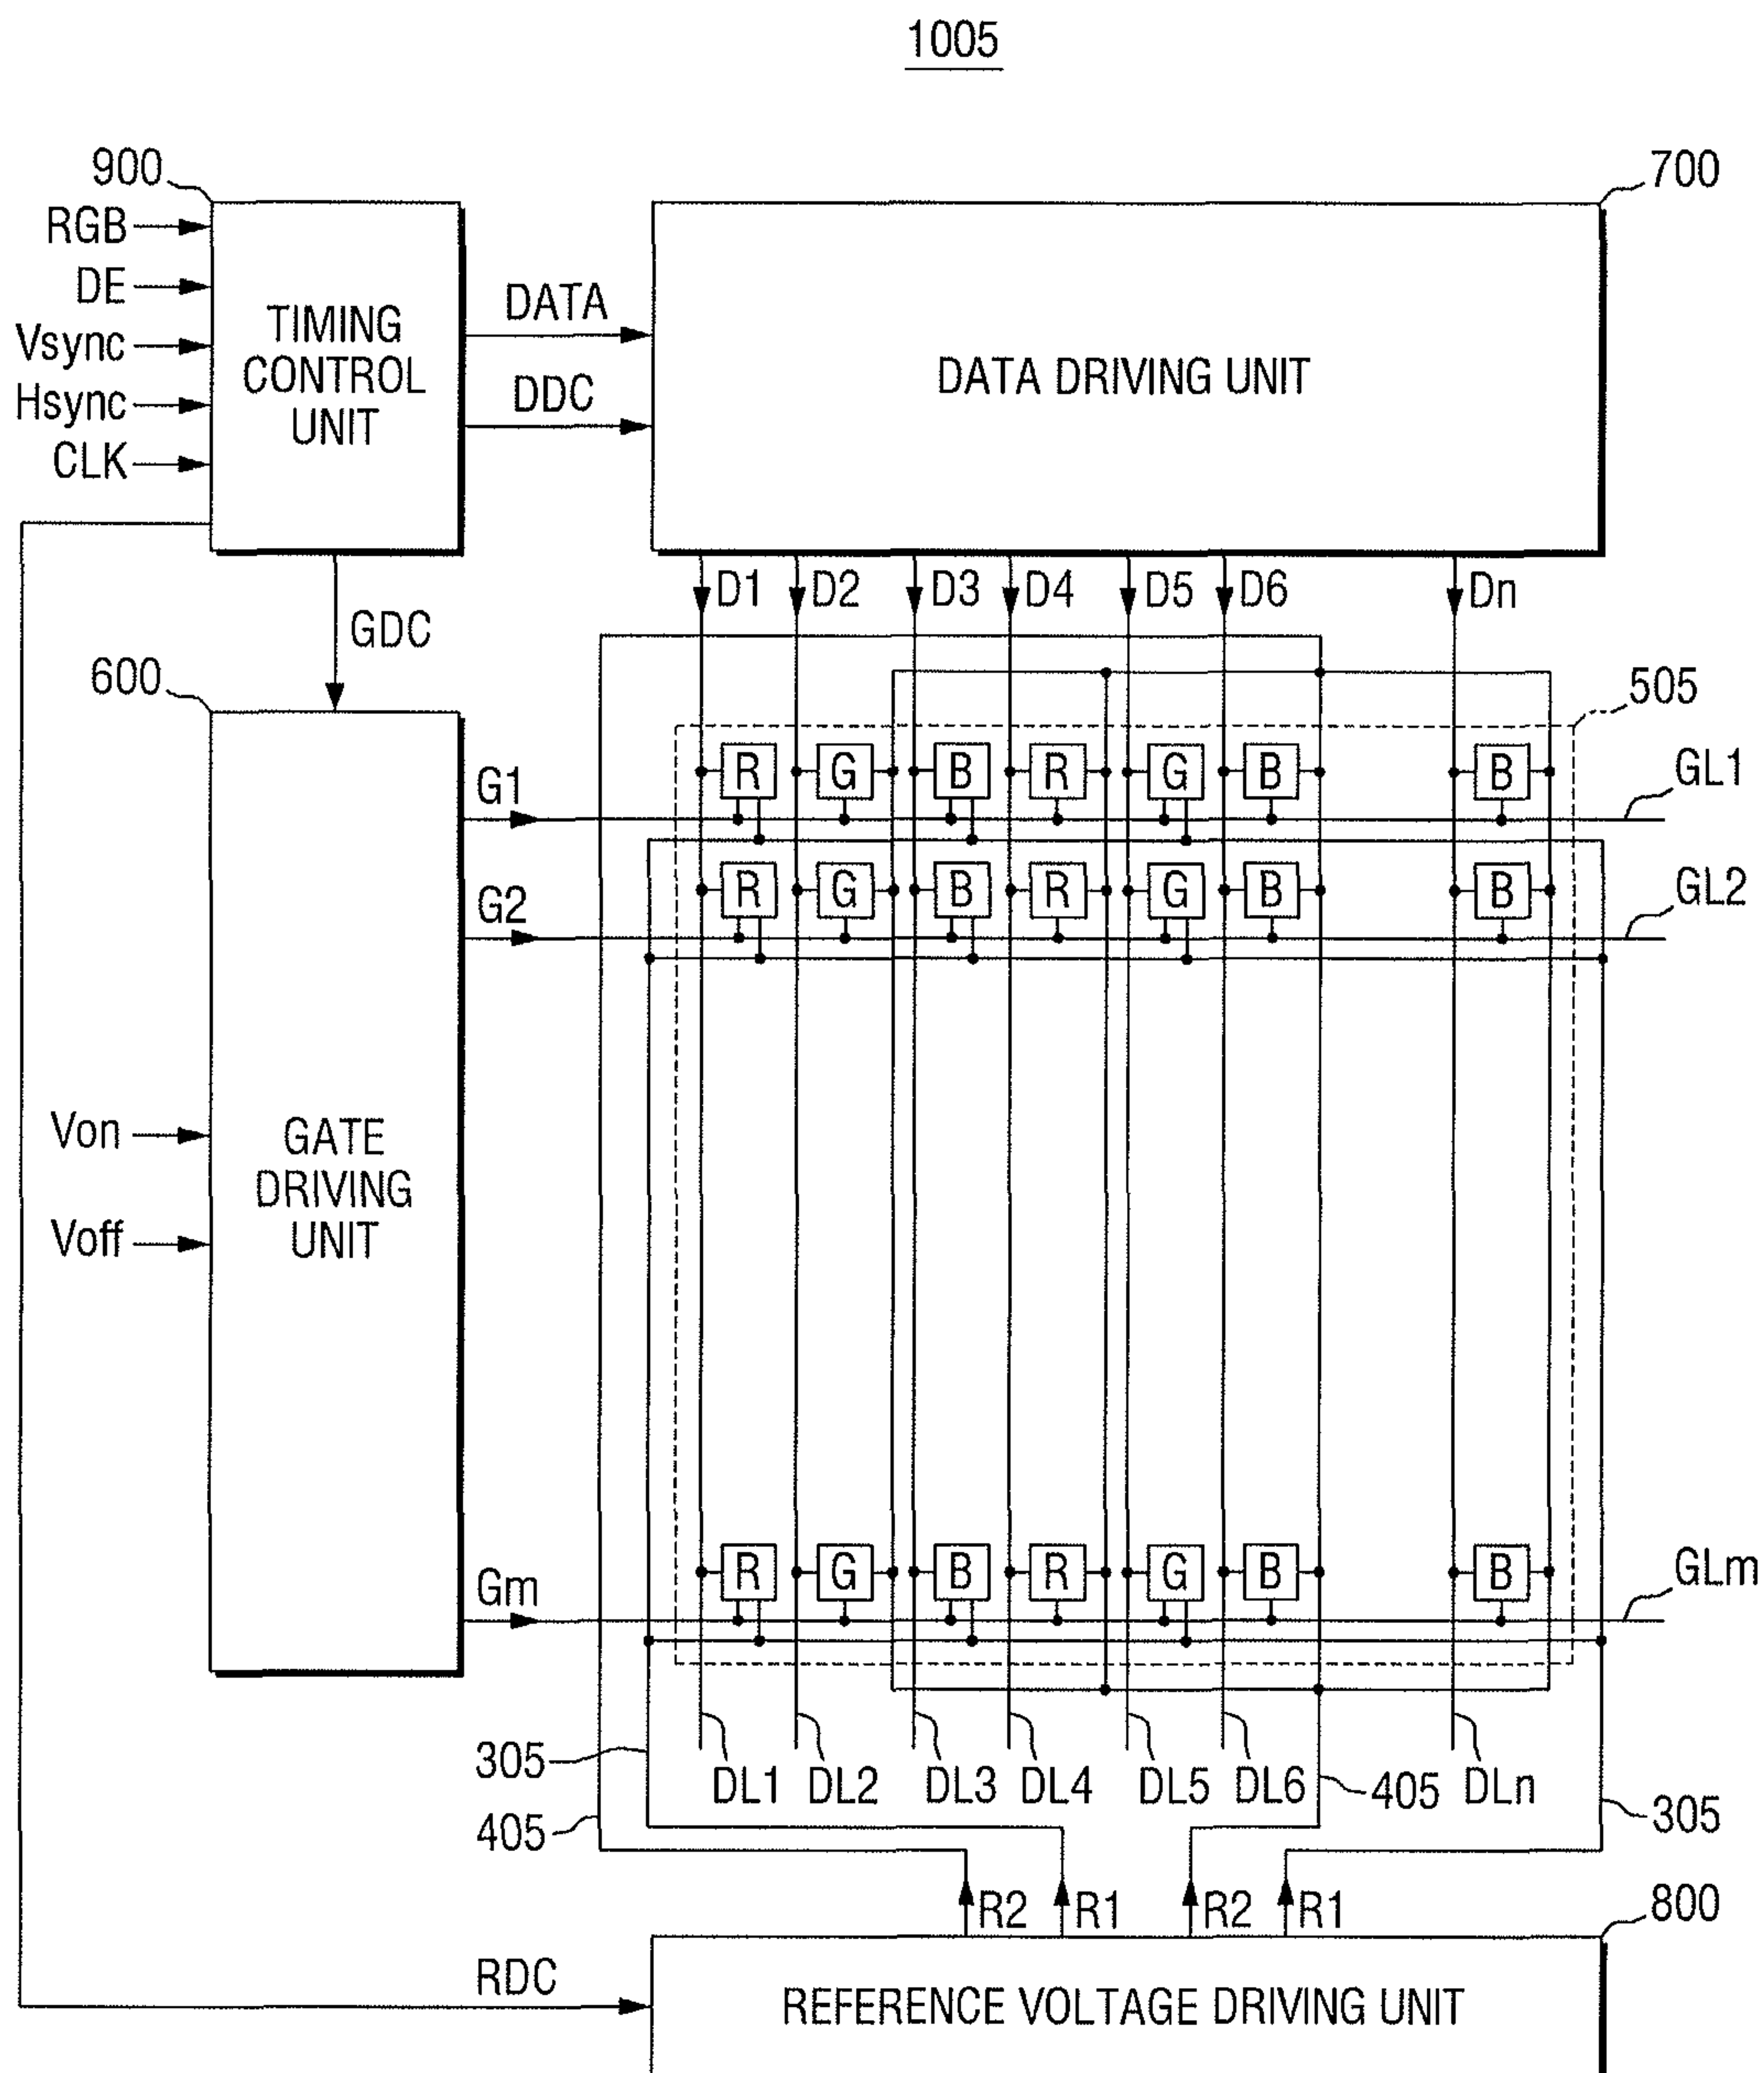 1005
900
700
RGB
DE
Vsync
Hsync
CLK
TIMING
CONTROL
UNIT
DATA
DDC
DATA DRIVING UNIT
D1 D2 D3 D4 D5 D6 Dn
GDC
600
505
R G B R G B B
G1
GL1
R G B R G B B
G2
GL2
Von
Voff
GATE
DRIVING
UNIT
R G B R G B B
Gm
GLm
305
DL1 DL2 DL3 DL4 DL5 DL6 405 DLn
405
305
R2 R1 R2 R1
800
RDC
REFERENCE VOLTAGE DRIVING UNIT